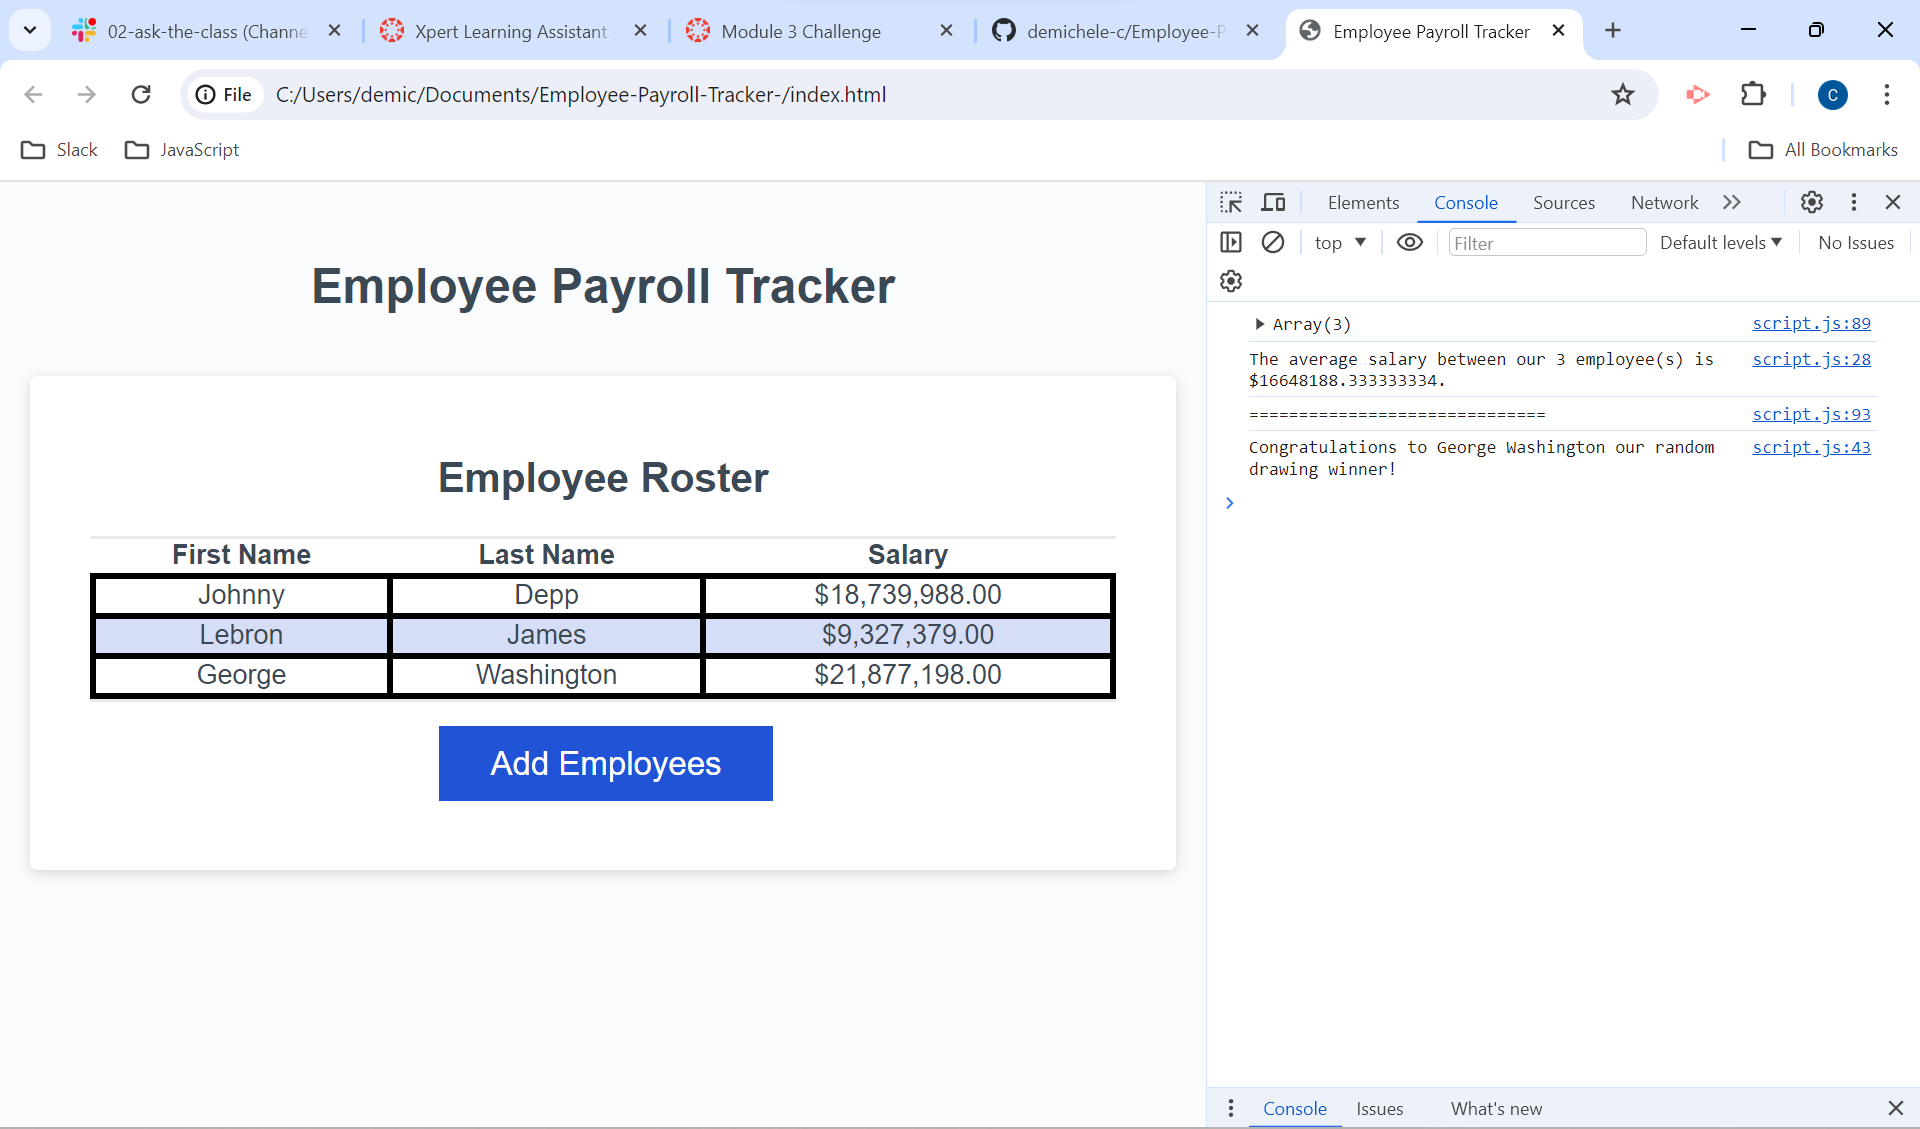 02-ask-the-class (Channe
Xpert Learning Assistant
Module 3 Challenge
demichele-c/Employee-P
Employee Payroll Tracker
File
C:/Users/demic/Documents/Employee-Payroll-Tracker-/index.html
C
Slack
JavaScript
All Bookmarks
Employee Payroll Tracker
Employee Roster
First Name Last Name Salary
Johnny Depp $18,739,988.00
Lebron James $9,327,379.00
George Washington $21,877,198.00
Add Employees
Elements Console Sources Network
top Filter Default levels No Issues
Array(3) script.js:89
The average salary between our 3 employee(s) is script.js:28
$16648188.333333334.
============================== script.js:93
Congratulations to George Washington our random script.js:43
drawing winner!
Console Issues What's new